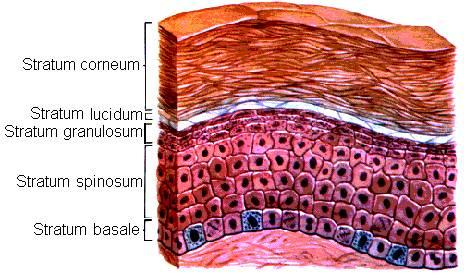 Stratum corneum
Stratum lucidum
Stratum granulosum
Stratum spinosum
Stratum basale